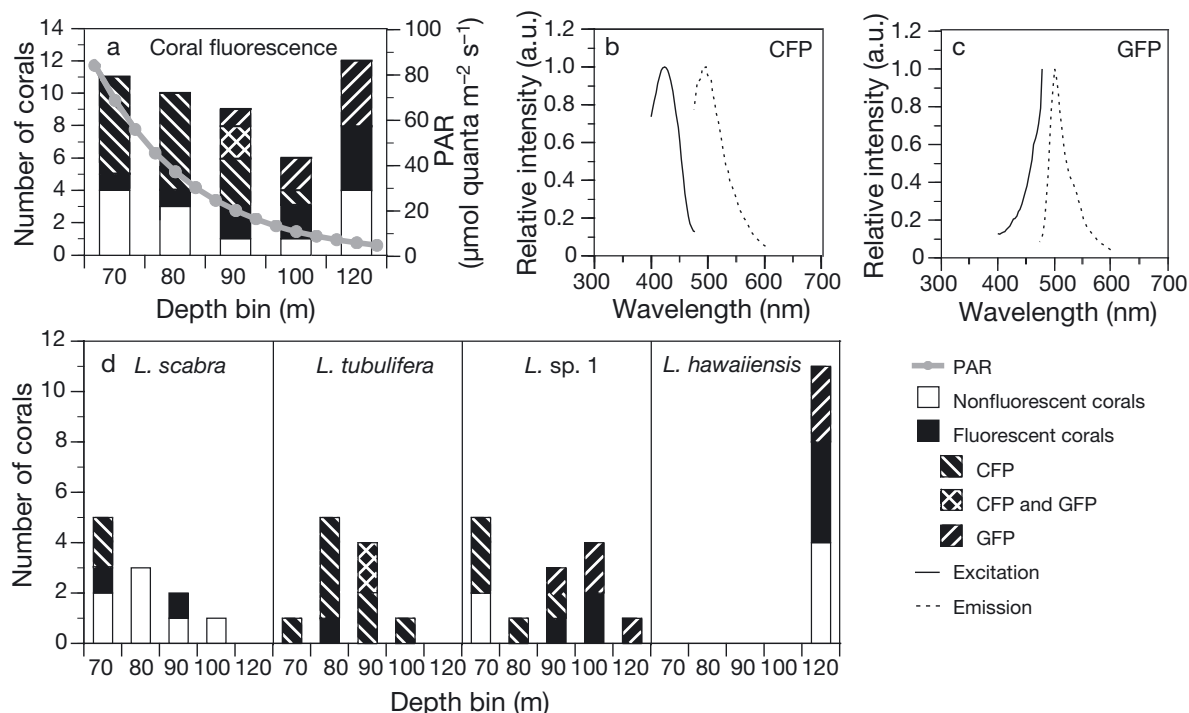 a Coral fluorescence
Number of corals
14
12
10
8
6
4
2
0
100
80
60
40
20
0
PAR
(µmol quanta m⁻² s⁻¹)
70 80 90 100 120
Depth bin (m)
b CFP
Relative intensity (a.u.)
1.2
1.0
0.8
0.6
0.4
0.2
0
300 400 500 600 700
Wavelength (nm)
c GFP
Relative intensity (a.u.)
1.2
1.0
0.8
0.6
0.4
0.2
0
300 400 500 600 700
Wavelength (nm)
d L. scabra L. tubulifera L. sp. 1 L. hawaiiensis
Number of corals
12
10
8
6
4
2
0
70 80 90 100 120 70 80 90 100 120 70 80 90 100 120 70 80 90 100 120
Depth bin (m)
PAR
Nonfluorescent corals
Fluorescent corals
CFP
CFP and GFP
GFP
Excitation
Emission